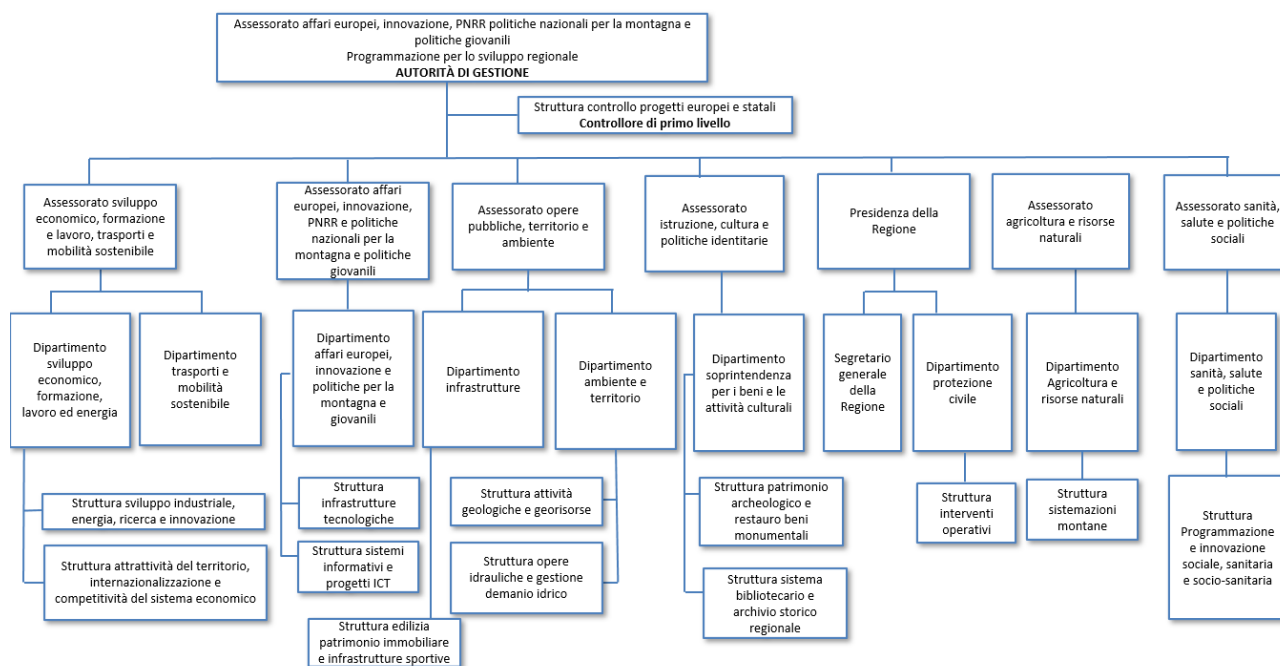 Assessorato affari europei, innovazione, PNRR politiche nazionali per la montagna e
politiche giovanili
Programmazione per lo sviluppo regionale
AUTORITÀ DI GESTIONE
Struttura controllo progetti europei e statali
Controllore di primo livello
Assessorato sviluppo
economico, formazione
e lavoro, trasporti e
mobilità sostenibile
Assessorato affari
europei, innovazione,
PNRR e politiche
nazionali per la
montagna e politiche
giovanili
Assessorato opere
pubbliche, territorio e
ambiente
Assessorato
istruzione, cultura e
politiche identitarie
Presidenza della
Regione
Assessorato
agricoltura e risorse
naturali
Assessorato sanità,
salute e politiche
sociali
Dipartimento
sviluppo
economico,
formazione,
lavoro ed energia
Dipartimento
trasporti e
mobilità
sostenibile
Dipartimento
affari europei,
innovazione e
politiche per la
montagna e
giovanili
Dipartimento
infrastrutture
Dipartimento
ambiente e
territorio
Dipartimento
soprintendenza
per i beni e le
attività culturali
Segretario
generale
della
Regione
Dipartimento
protezione
civile
Dipartimento
Agricoltura e
risorse naturali
Dipartimento
sanità, salute
e politiche
sociali
Struttura sviluppo industriale,
energia, ricerca e innovazione
Struttura attrattività del territorio,
internazionalizzazione e
competitività del sistema economico
Struttura
infrastrutture
tecnologiche
Struttura sistemi
informativi e
progetti ICT
Struttura edilizia
patrimonio immobiliare
e infrastrutture sportive
Struttura attività
geologiche e georisorse
Struttura opere
idrauliche e gestione
demanio idrico
Struttura patrimonio
archeologico e
restauro beni
monumentali
Struttura sistema
bibliotecario e
archivio storico
regionale
Struttura
interventi
operativi
Struttura
sistemazioni
montane
Struttura
Programmazione
e innovazione
sociale, sanitaria
e socio-sanitaria